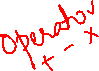 operator
+ - x